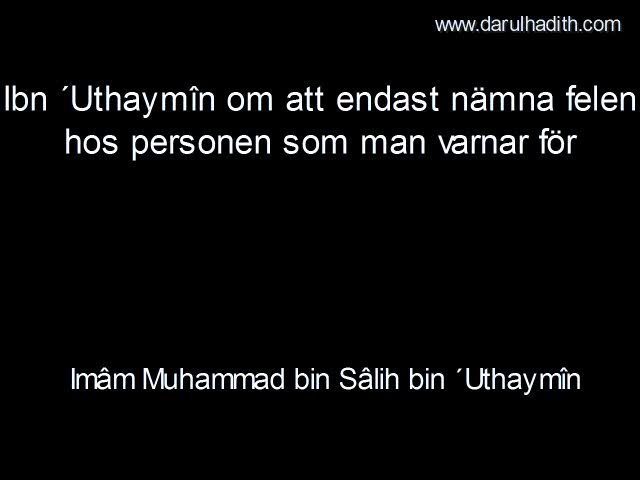 www.darulhadith.com
Ibn ´Uthaymîn om att endast nämna felen
hos personen som man varnar för
Imâm Muhammad bin Sâlih bin ´Uthaymîn